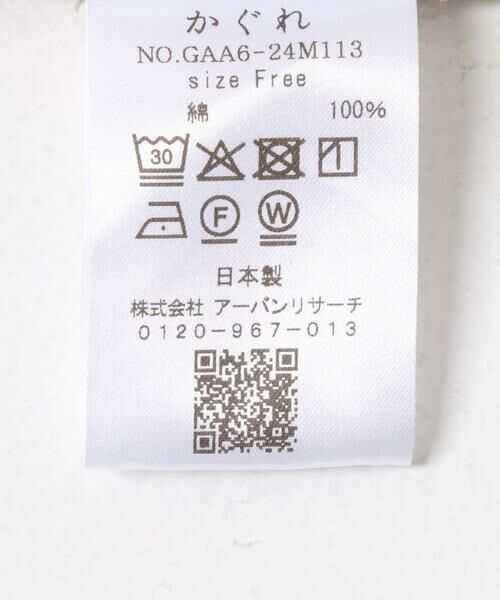 かぐれ
NO.GAA6-24M113
size Free
綿 100%
30
F W
日本製
株式会社 アーバンリサーチ
0120-967-013